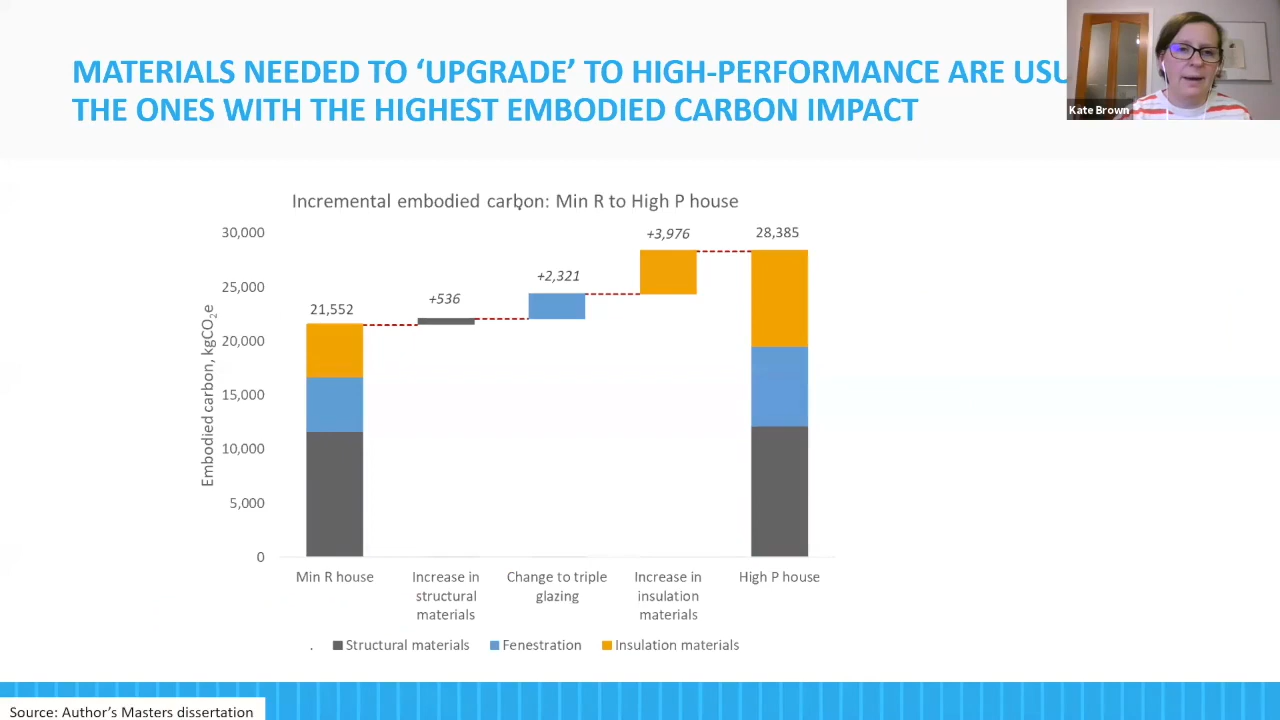 MATERIALS NEEDED TO ‘UPGRADE’ TO HIGH-PERFORMANCE ARE
THE ONES WITH THE HIGHEST EMBODIED CARBON IMPACT
Kate Brown
Incremental embodied carbon: Min R to High P house
Embodied carbon, kgCO2e
30,000
25,000
20,000
15,000
10,000
5,000
0
21,552
+536
+2,321
+3,976
28,385
Min R house
Increase in
structural
materials
Change to triple
glazing
Increase in
insulation
materials
High P house
. Structural materials Fenestration Insulation materials
Source: Author’s Masters dissertation